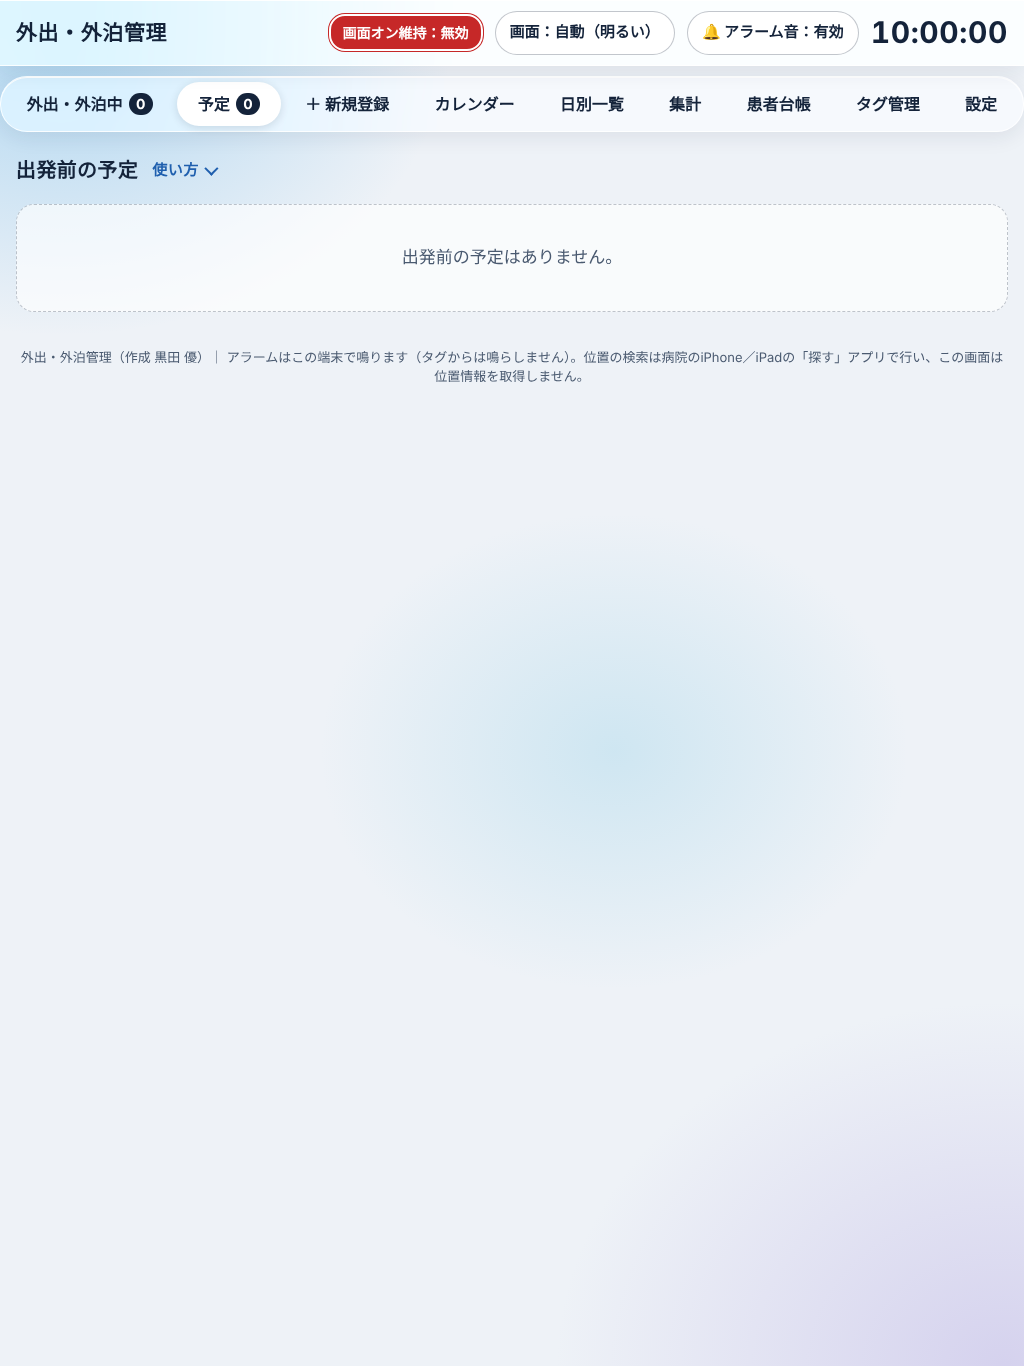 外出・外泊管理
画面オン維持：無効
画面：自動（明るい）
🔔 アラーム音：有効
10:00:00
外出・外泊中 0
予定 0
＋ 新規登録
カレンダー
日別一覧
集計
患者台帳
タグ管理
設定
出発前の予定
使い方
出発前の予定はありません。
外出・外泊管理（作成 黒田 優）｜ アラームはこの端末で鳴ります（タグからは鳴らしません）。位置の検索は病院のiPhone／iPadの「探す」アプリで行い、この画面は
位置情報を取得しません。